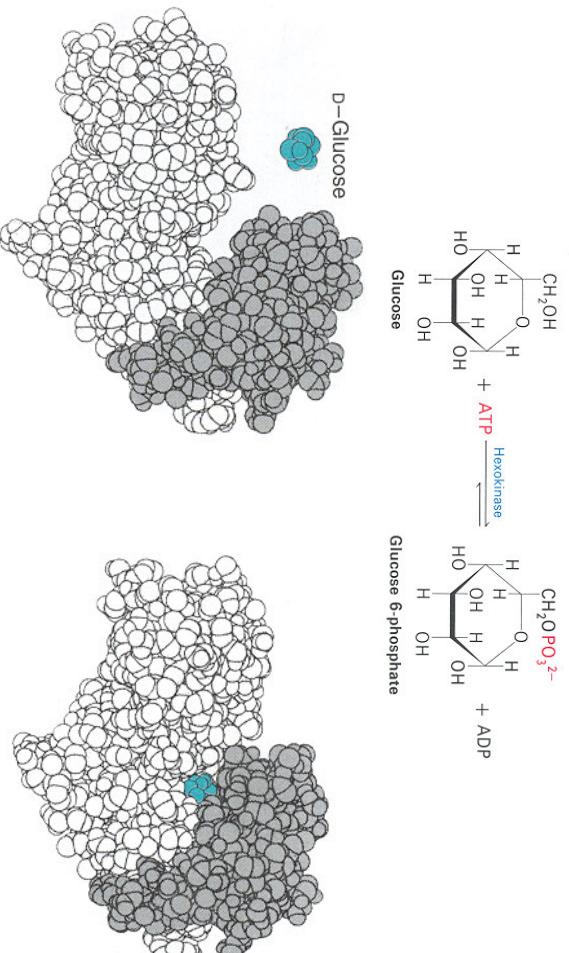 CH2OH
H
O
H
H
HO
OH
H
OH
H
OH
Glucose
+ ATP
Hexokinase
CH2OPO3 2−
H
O
H
H
HO
OH
H
OH
H
OH
Glucose 6-phosphate
+ ADP
D–Glucose